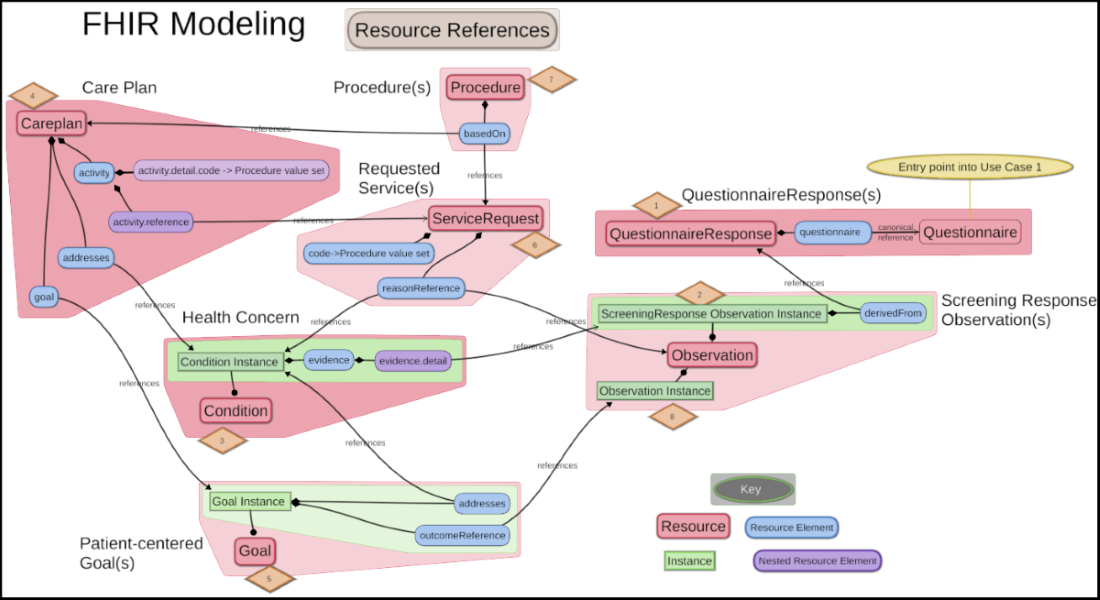 FHIR Modeling
Resource References
Care Plan
Procedure(s)
7
4
Procedure
Careplan
references
basedOn
Entry point into Use Case 1
activity
activity.detail.code -> Procedure value set
Requested
Service(s)
references
QuestionnaireResponse(s)
1
activity.reference
references
ServiceRequest
QuestionnaireResponse
questionnaire
canonical
reference
Questionnaire
6
code->Procedure value set
addresses
goal
reasonReference
references
references
2
Screening Response
Observation(s)
Health Concern
references
references
ScreeningResponse Observation Instance
derivedFrom
references
Condition Instance
evidence
evidence.detail
Observation
references
Observation Instance
Condition
8
3
references
references
Key
Goal Instance
addresses
outcomeReference
Resource
Resource Element
Patient-centered
Goal(s)
Goal
Instance
Nested Resource Element
5